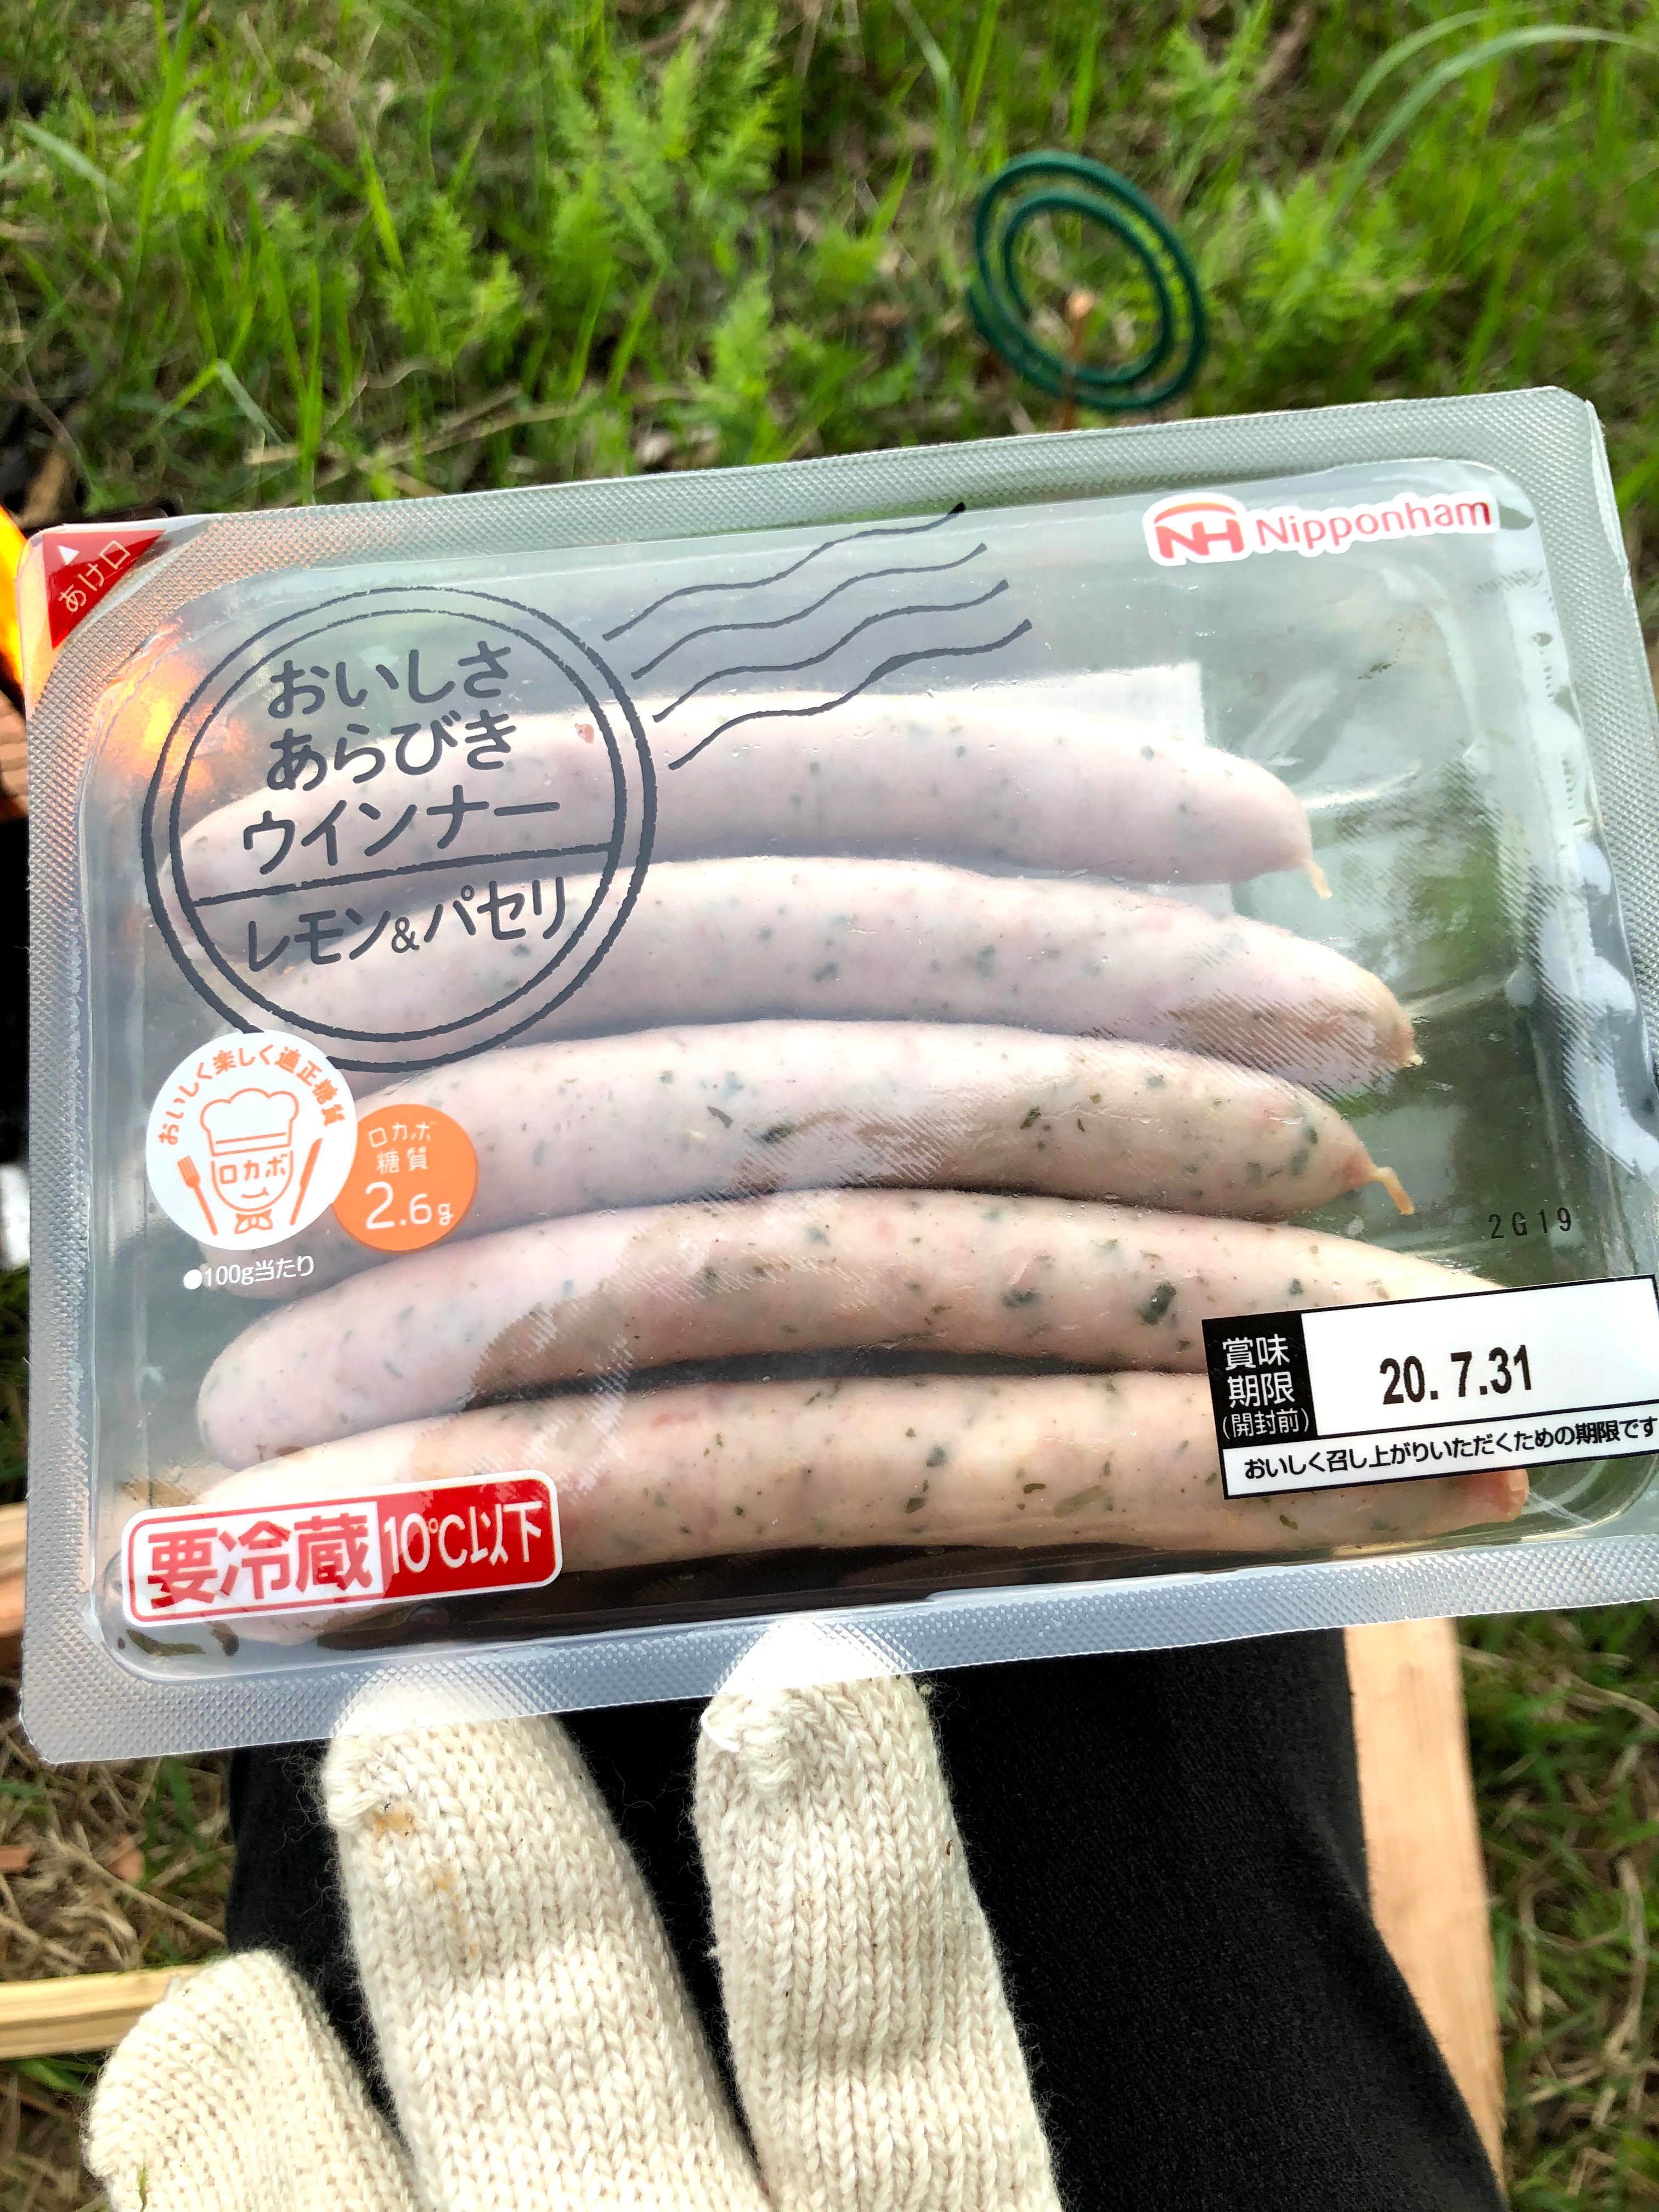 あけ口
NH Nipponham
おいしさ
あらびき
ウインナー
レモン&パセリ
おいしく楽しく適正糖質
ロカボ
ロカボ
糖質
2.6g
●100g当たり
2G19
賞味
期限
(開封前)
20.7.31
おいしく召し上がりいただくための期限です
要冷蔵 10℃以下